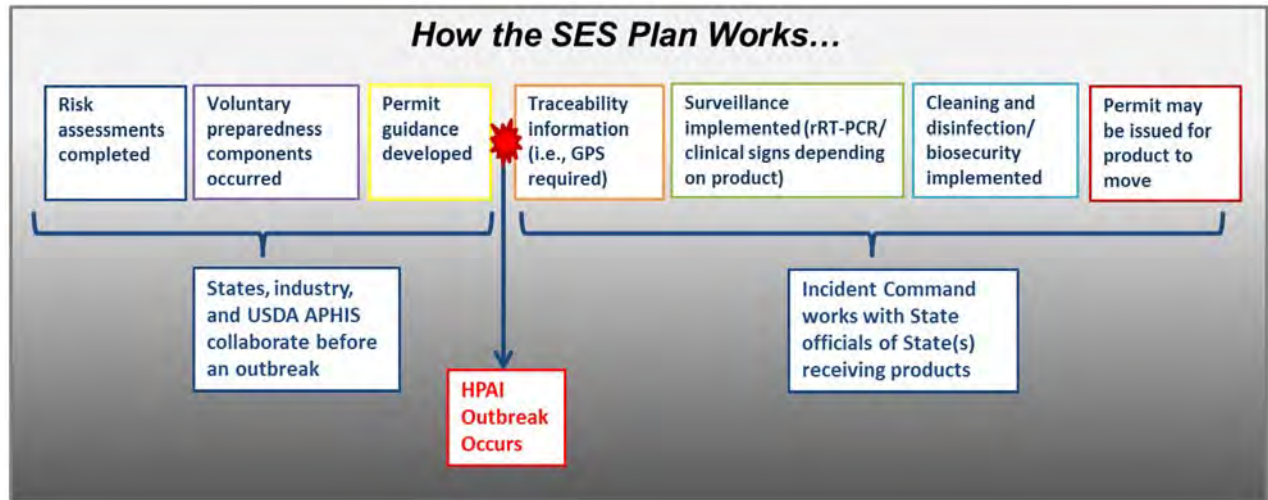 How the SES Plan Works…
Risk
assessments
completed
Voluntary
preparedness
components
occurred
Permit
guidance
developed
Traceability
information
(i.e., GPS
required)
Surveillance
implemented (rRT-PCR/
clinical signs depending
on product)
Cleaning and
disinfection/
biosecurity
implemented
Permit may
be issued for
product to
move
States, industry,
and USDA APHIS
collaborate before
an outbreak
Incident Command
works with State
officials of State(s)
receiving products
HPAI
Outbreak
Occurs